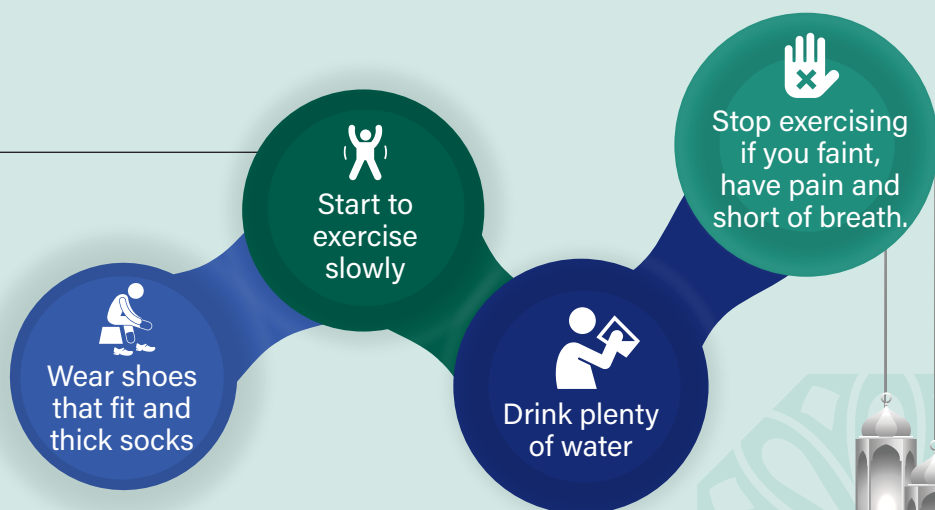 Wear shoes
that fit and
thick socks
Start to
exercise
slowly
Drink plenty
of water
Stop exercising
if you faint,
have pain and
short of breath.